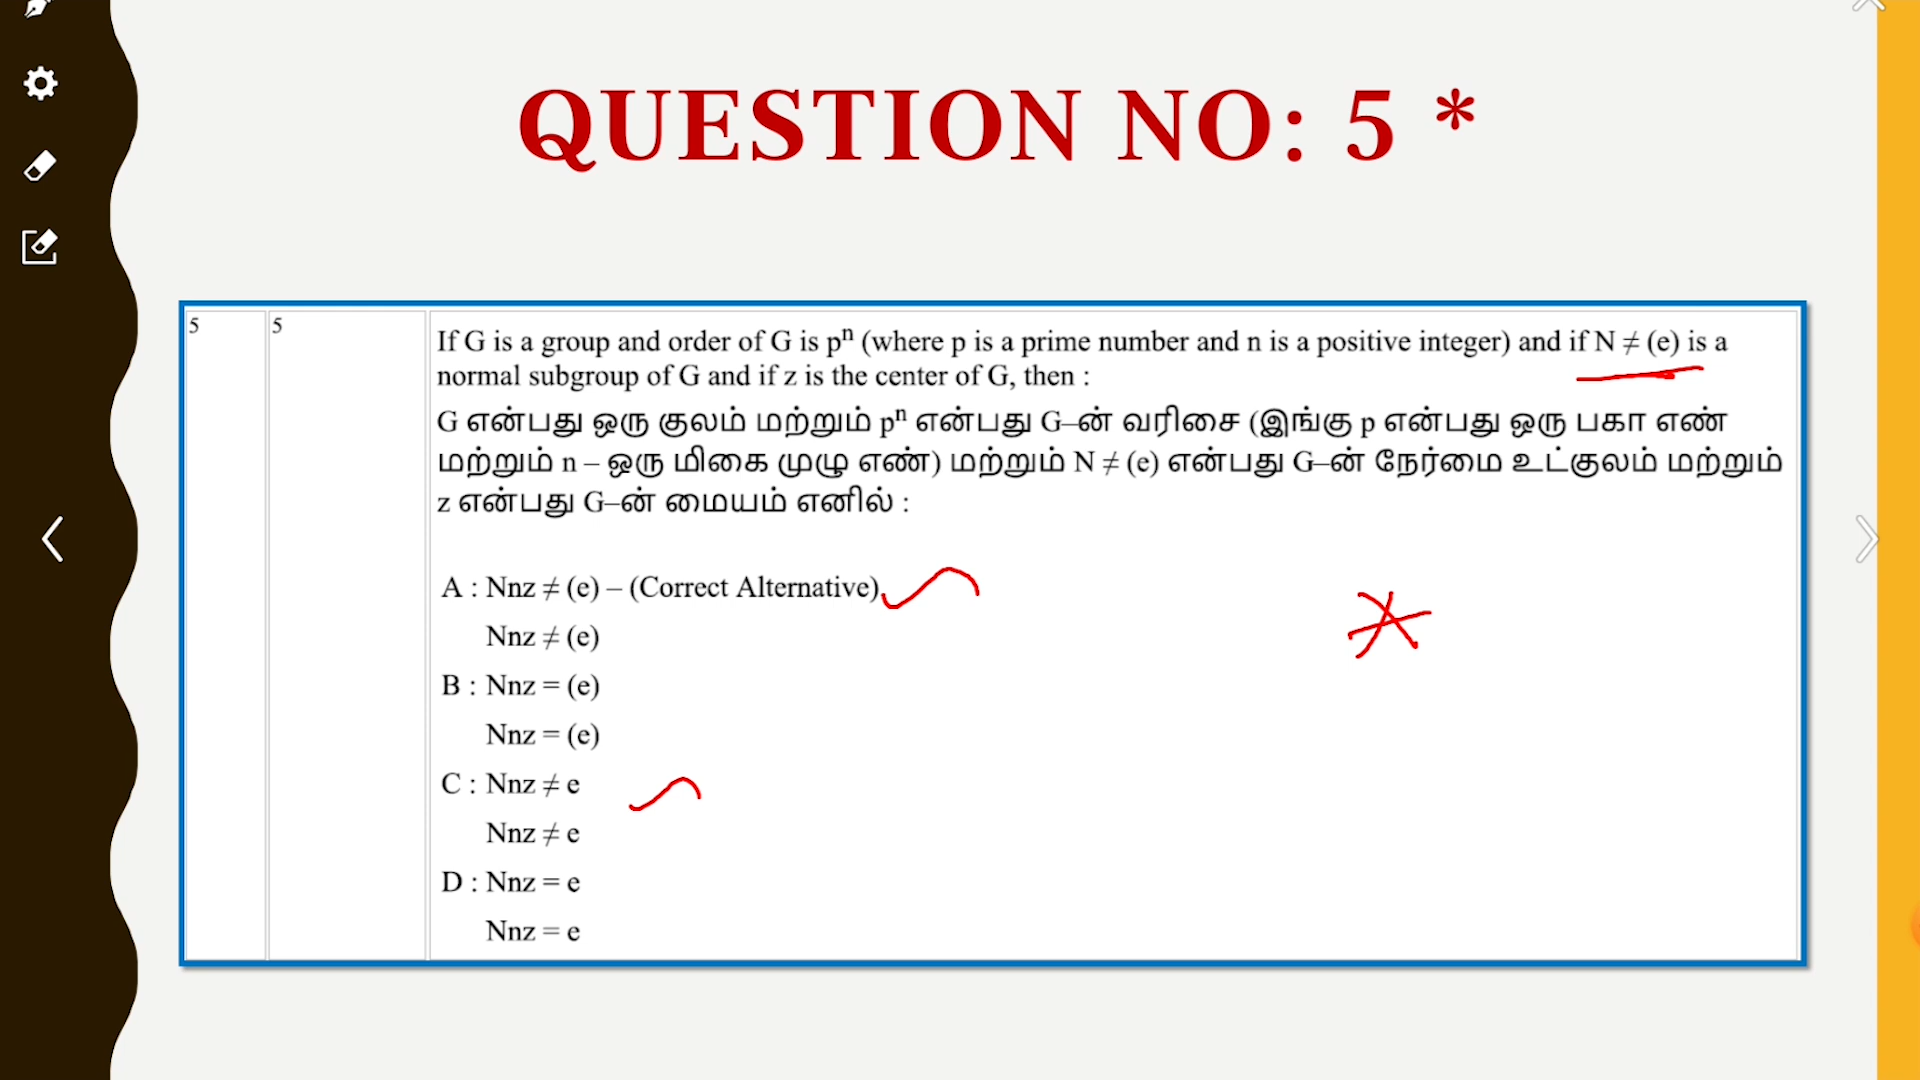 QUESTION NO: 5 *
5
5
If G is a group and order of G is pⁿ (where p is a prime number and n is a positive integer) and if N ≠ (e) is a
normal subgroup of G and if z is the center of G, then :
G என்பது ஒரு குலம் மற்றும் pⁿ என்பது G–ன் வரிசை (இங்கு p என்பது ஒரு பகா எண்
மற்றும் n – ஒரு மிகை முழு எண்) மற்றும் N ≠ (e) என்பது G–ன் நேர்மை உட்குலம் மற்றும்
z என்பது G–ன் மையம் எனில் :
A : Nnz ≠ (e) – (Correct Alternative)
Nnz ≠ (e)
B : Nnz = (e)
Nnz = (e)
C : Nnz ≠ e
Nnz ≠ e
D : Nnz = e
Nnz = e